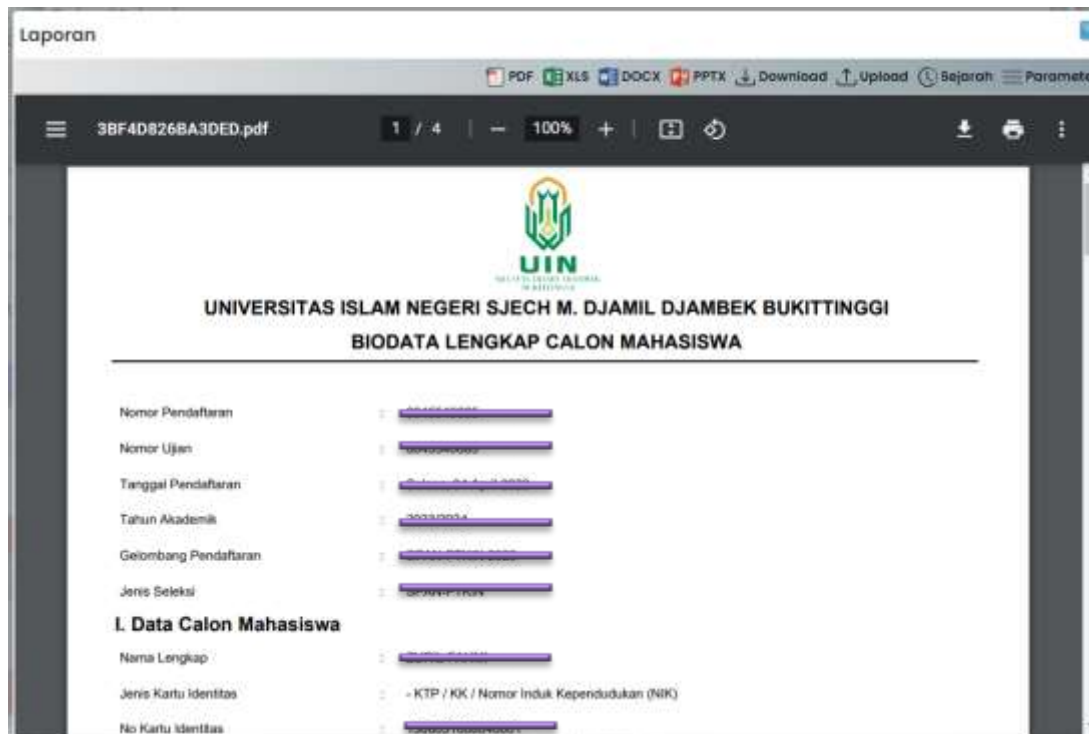 Laporan
PDF XLS DOCX PPTX Download Upload Sejarah Paramete
3BF4D826BA3DED.pdf 1 / 4 100%
UIN
UNIVERSITAS ISLAM NEGERI SJECH M. DJAMIL DJAMBEK BUKITTINGGI
BIODATA LENGKAP CALON MAHASISWA
Nomor Pendaftaran :
Nomor Ujian :
Tanggal Pendaftaran :
Tahun Akademik :
Gelombang Pendaftaran :
Jenis Seleksi :
I. Data Calon Mahasiswa
Nama Lengkap :
Jenis Kartu Identitas : - KTP / KK / Nomor Induk Kependudukan (NIK)
No Kartu Identitas :